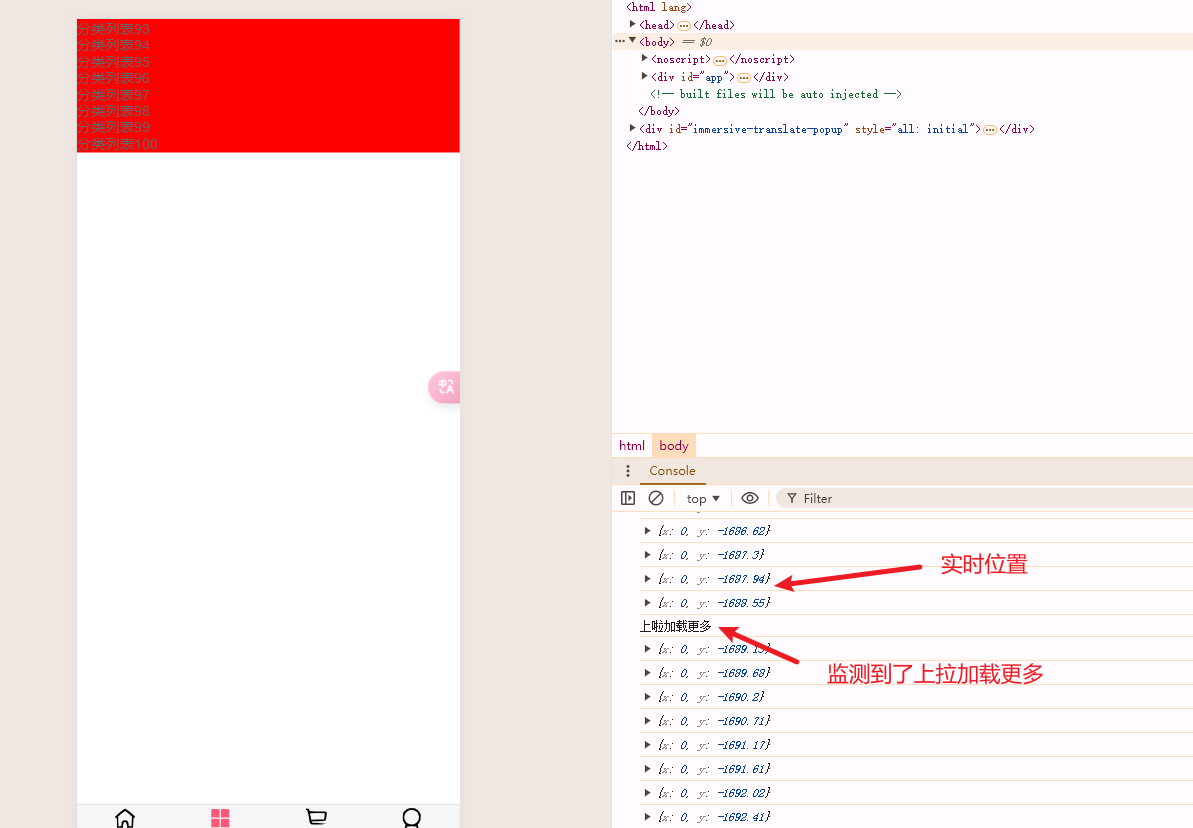 分类列表93
分类列表94
分类列表95
分类列表96
分类列表97
分类列表98
分类列表99
分类列表100
<html lang>
<head>…</head>
<body> == $0
<noscript>…</noscript>
<div id="app">…</div>
<!-- built files will be auto injected -->
</body>
<div id="immersive-translate-popup" style="all: initial">…</div>
</html>
html body
Console
top Filter
{x: 0, y: -1686.62}
{x: 0, y: -1687.3}
{x: 0, y: -1687.94}
实时位置
{x: 0, y: -1688.55}
上啦加载更多
{x: 0, y: -1689.13}
监测到了上拉加载更多
{x: 0, y: -1689.68}
{x: 0, y: -1690.2}
{x: 0, y: -1690.71}
{x: 0, y: -1691.17}
{x: 0, y: -1691.61}
{x: 0, y: -1692.02}
{x: 0, y: -1692.41}